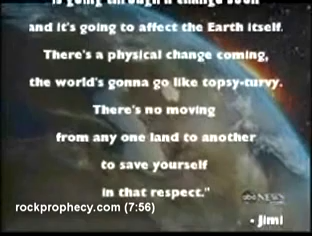 is going through a change soon
and it's going to affect the Earth itself.
There's a physical change coming,
the world's gonna go like topsy-turvy.
There's no moving
from any one land to another
to save yourself
in that respect."
abc NEWS
rockprophecy.com (7:56)
- Jimi